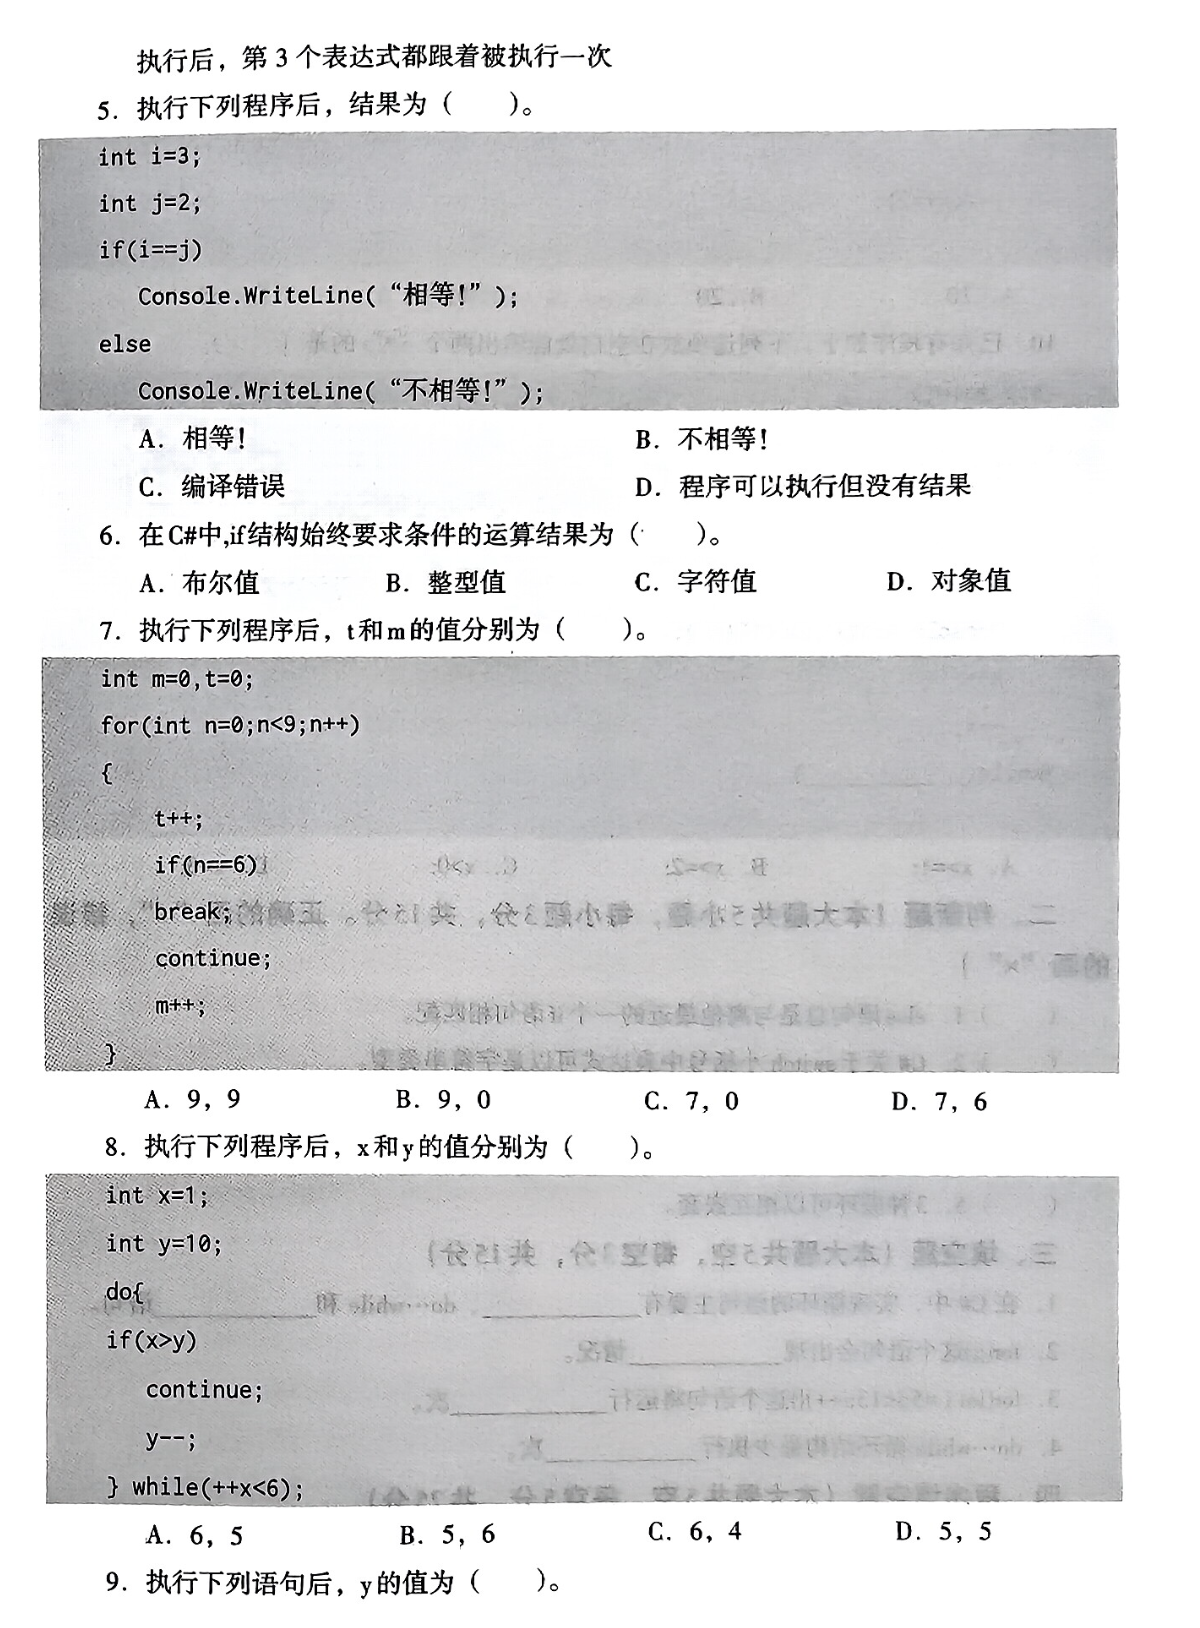 执行后，第 3 个表达式都跟着被执行一次
5. 执行下列程序后，结果为（　　）。
int i=3;
int j=2;
if(i==j)
Console.WriteLine(“相等!”);
else
Console.WriteLine(“不相等!”);
A. 相等!　B. 不相等!
C. 编译错误　D. 程序可以执行但没有结果
6. 在C#中,if结构始终要求条件的运算结果为（　　）。
A. 布尔值　B. 整型值　C. 字符值　D. 对象值
7. 执行下列程序后，t和m的值分别为（　　）。
int m=0,t=0;
for(int n=0;n<9;n++)
{
t++;
if(n==6)
break;
continue;
m++;
}
A. 9，9　B. 9，0　C. 7，0　D. 7，6
8. 执行下列程序后，x和y的值分别为（　　）。
int x=1;
int y=10;
do{
if(x>y)
continue;
y--;
} while(++x<6);
A. 6，5　B. 5，6　C. 6，4　D. 5，5
9. 执行下列语句后，y的值为（　　）。